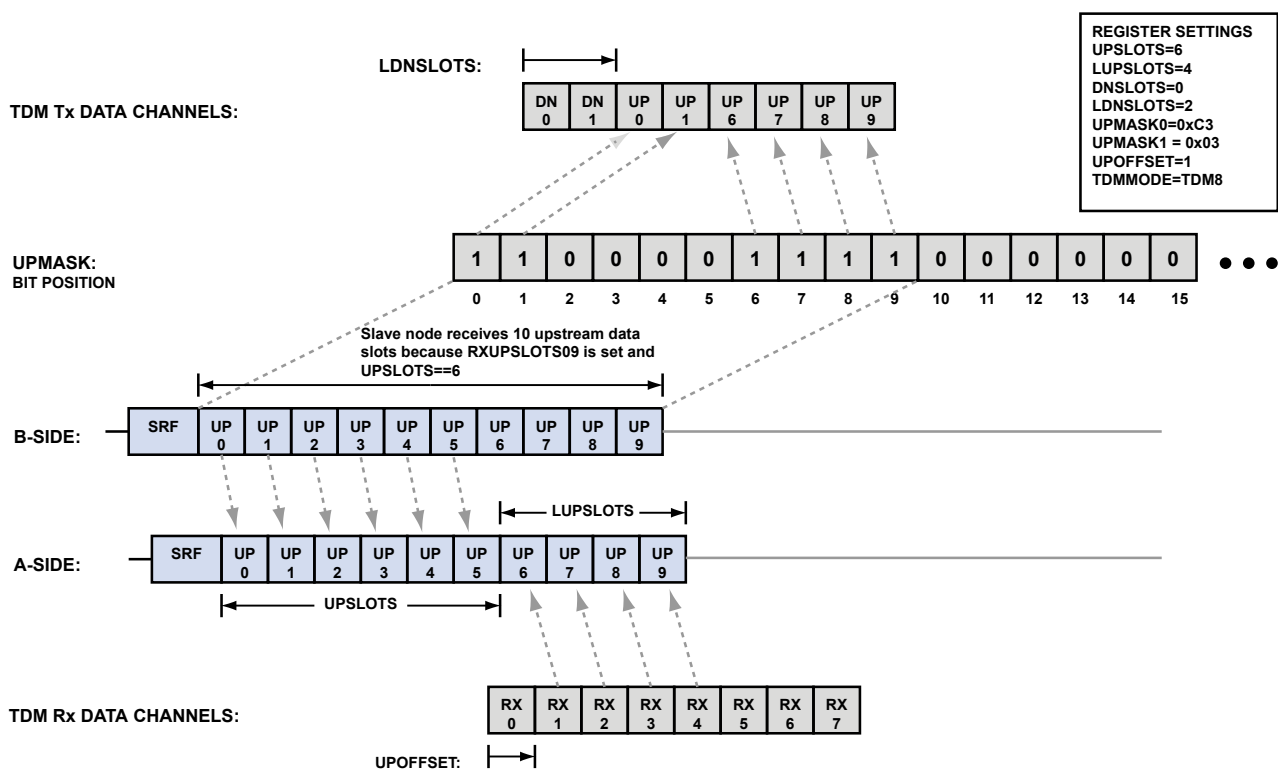 REGISTER SETTINGS
UPSLOTS=6
LUPSLOTS=4
DNSLOTS=0
LDNSLOTS=2
UPMASK0=0xC3
UPMASK1 = 0x03
UPOFFSET=1
TDMMODE=TDM8
LDNSLOTS:
TDM Tx DATA CHANNELS:
DN 0 DN 1 UP 0 UP 1 UP 6 UP 7 UP 8 UP 9
UPMASK:
BIT POSITION
1 1 0 0 0 0 1 1 1 1 0 0 0 0 0 0
0 1 2 3 4 5 6 7 8 9 10 11 12 13 14 15
Slave node receives 10 upstream data
slots because RXUPSLOTS09 is set and
UPSLOTS==6
B-SIDE:
SRF UP 0 UP 1 UP 2 UP 3 UP 4 UP 5 UP 6 UP 7 UP 8 UP 9
LUPSLOTS
A-SIDE:
SRF UP 0 UP 1 UP 2 UP 3 UP 4 UP 5 UP 6 UP 7 UP 8 UP 9
UPSLOTS
TDM Rx DATA CHANNELS:
RX 0 RX 1 RX 2 RX 3 RX 4 RX 5 RX 6 RX 7
UPOFFSET: